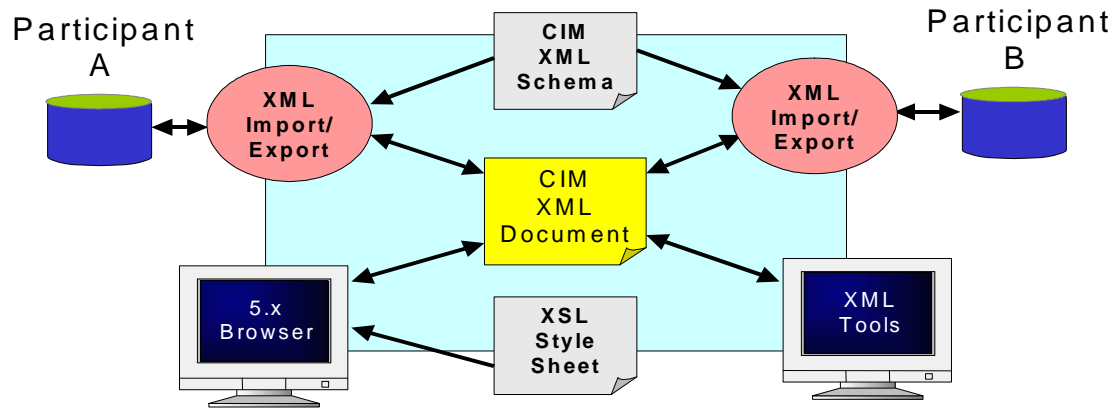 Participant
A
CIM
XML
Schema
Participant
B
XML
Import/
Export
XML
Import/
Export
CIM
XML
Document
5.x
Browser
XSL
Style
Sheet
XML
Tools